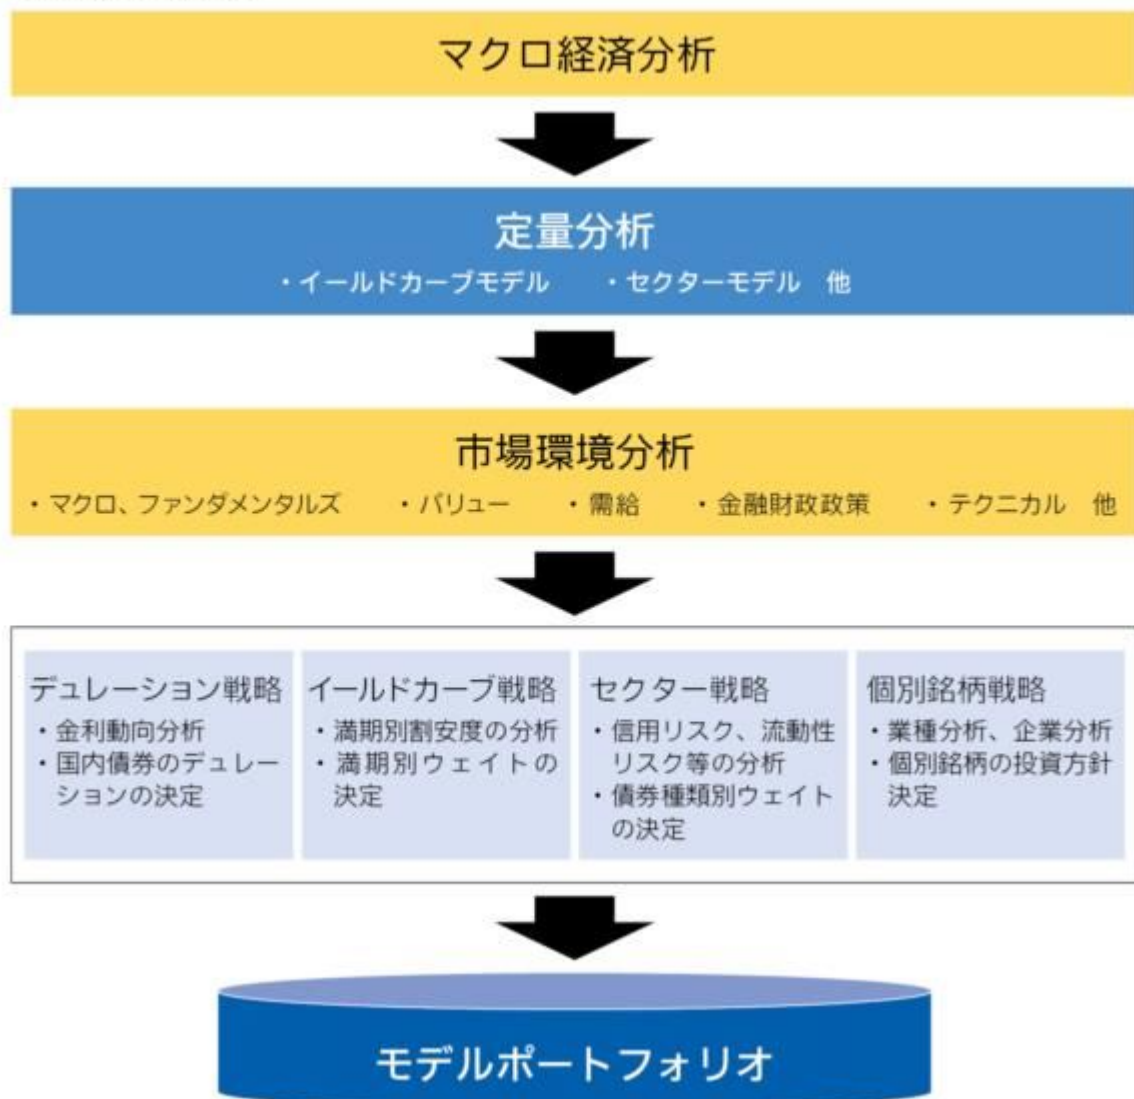 マクロ経済分析
定量分析
・イールドカーブモデル　・セクターモデル 他
市場環境分析
・マクロ、ファンダメンタルズ　・バリュー　・需給　・金融財政政策　・テクニカル 他
デュレーション戦略
・金利動向分析
・国内債券のデュレー
ションの決定
イールドカーブ戦略
・満期別割安度の分析
・満期別ウェイトの
決定
セクター戦略
・信用リスク、流動性
リスク等の分析
・債券種類別ウェイト
の決定
個別銘柄戦略
・業種分析、企業分析
・個別銘柄の投資方針
決定
モデルポートフォリオ